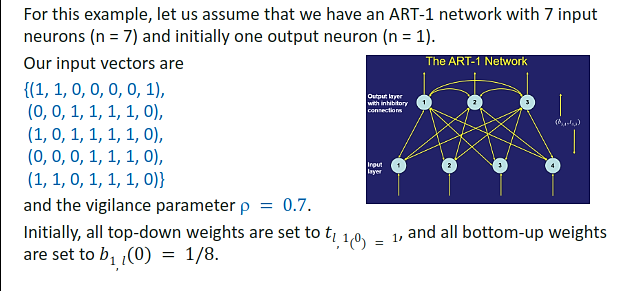 For this example, let us assume that we have an ART-1 network with 7 input
neurons (n = 7) and initially one output neuron (n = 1).
Our input vectors are
{(1, 1, 0, 0, 0, 0, 1),
(0, 0, 1, 1, 1, 1, 0),
(1, 0, 1, 1, 1, 1, 0),
(0, 0, 0, 1, 1, 1, 0),
(1, 1, 0, 1, 1, 1, 0)}
and the vigilance parameter ρ = 0.7.
Initially, all top-down weights are set to t_{l, 1}(0) = 1, and all bottom-up weights
are set to b_{1, l}(0) = 1/8.
The ART-1 Network
Output layer
with inhibitory
connections
1
2
3
Input
layer
1
2
3
4